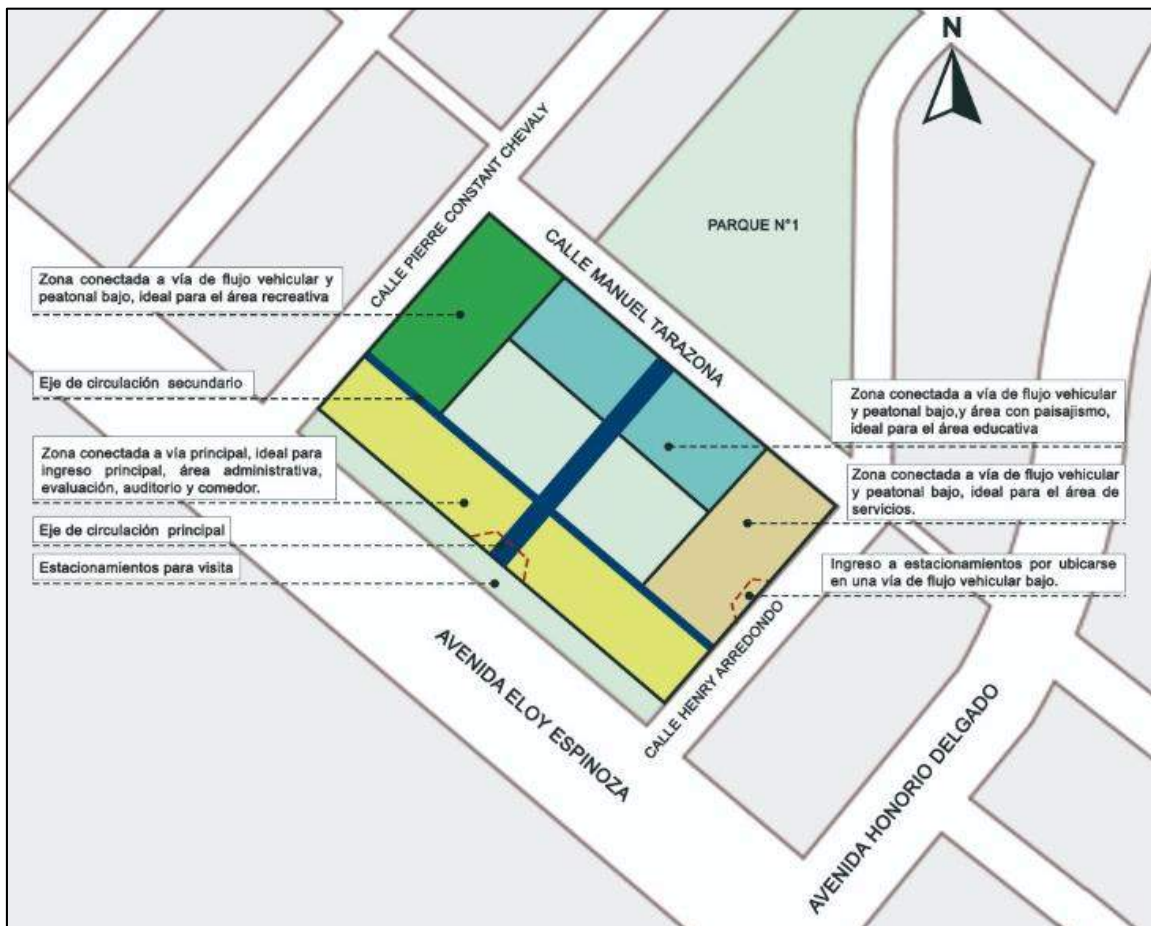 N
CALLE PIERRE CONSTANT CHEVALY
PARQUE N°1
CALLE MANUEL TARAZONA
Zona conectada a vía de flujo vehicular y
peatonal bajo, ideal para el área recreativa
Eje de circulación secundario
Zona conectada a vía principal, ideal para
ingreso principal, área administrativa,
evaluación, auditorio y comedor.
Eje de circulación principal
Estacionamientos para visita
Zona conectada a vía de flujo vehicular
y peatonal bajo,y área con paisajismo,
ideal para el área educativa
Zona conectada a vía de flujo vehicular
y peatonal bajo, ideal para el área de
servicios.
Ingreso a estacionamientos por ubicarse
en una vía de flujo vehicular bajo.
AVENIDA ELOY ESPINOZA
CALLE HENRY ARREDONDO
AVENIDA HONORIO DELGADO